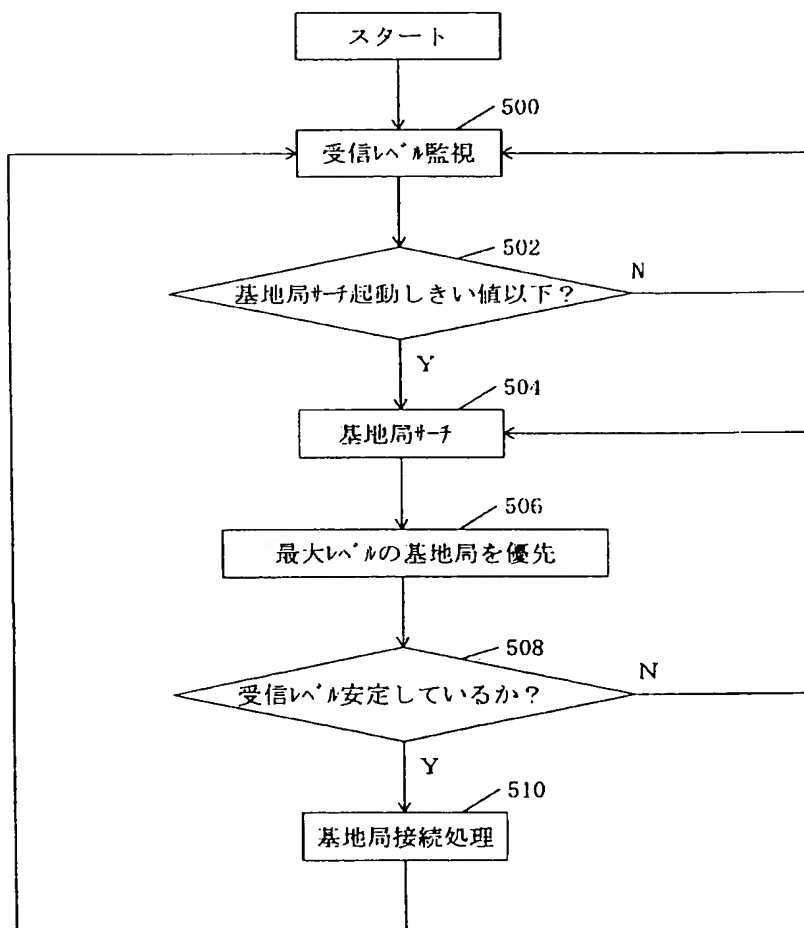 スタート
500
受信ﾚﾍﾞﾙ監視
502
基地局ｻｰﾁ起動しきい値以下？
N
Y
504
基地局ｻｰﾁ
506
最大ﾚﾍﾞﾙの基地局を優先
508
受信ﾚﾍﾞﾙ安定しているか？
N
Y
510
基地局接続処理